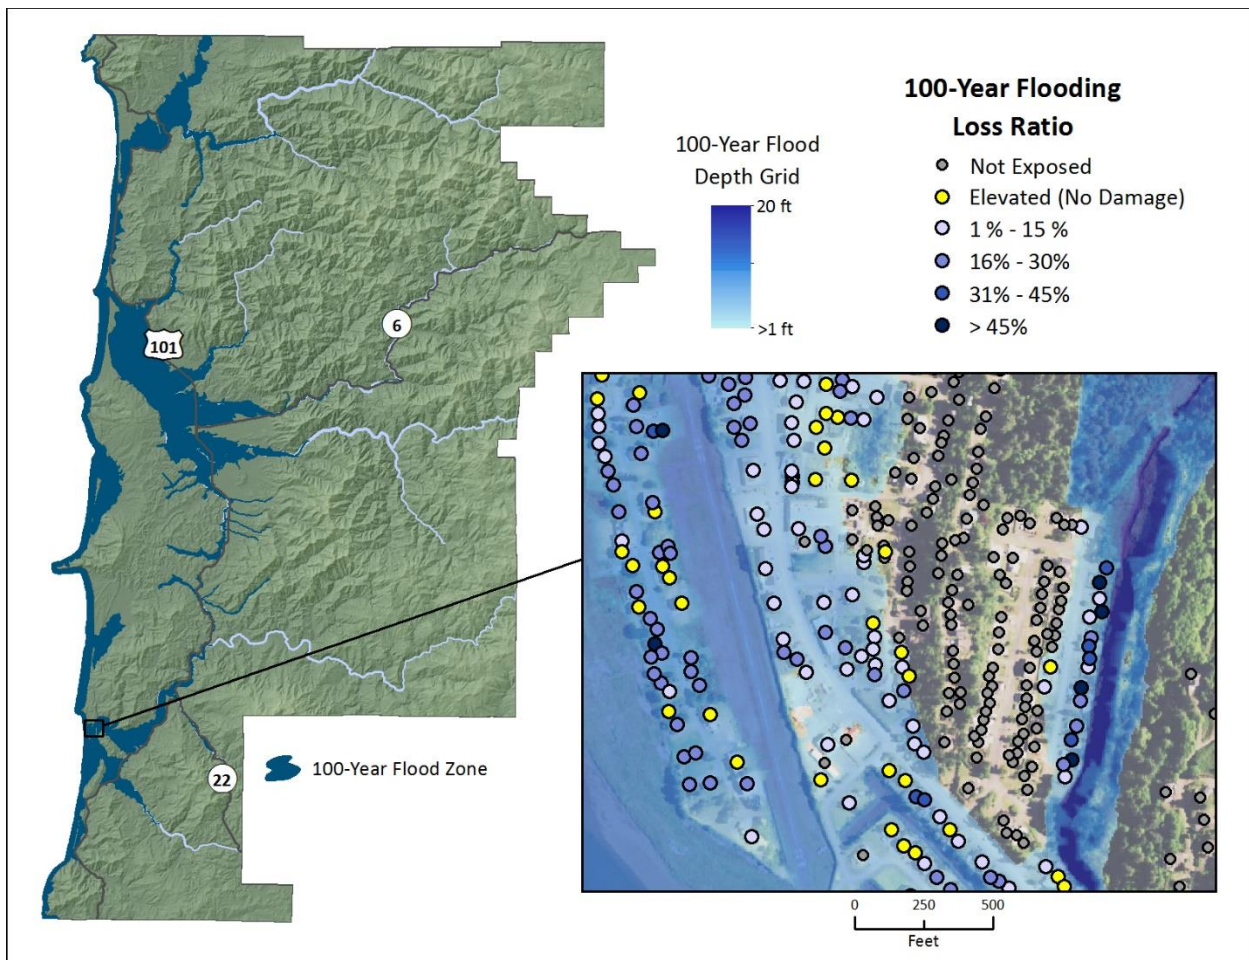 100-Year Flooding
Loss Ratio
Not Exposed
Elevated (No Damage)
1 % - 15 %
16% - 30%
31% - 45%
> 45%
100-Year Flood
Depth Grid
20 ft
>1 ft
6
101
100-Year Flood Zone
22
0 250 500
Feet